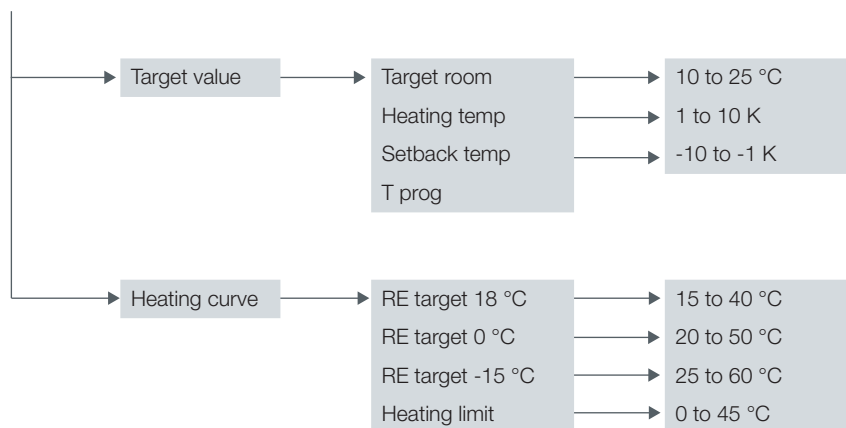 Target value
Target room
10 to 25 °C
Heating temp
1 to 10 K
Setback temp
-10 to -1 K
T prog
Heating curve
RE target 18 °C
15 to 40 °C
RE target 0 °C
20 to 50 °C
RE target -15 °C
25 to 60 °C
Heating limit
0 to 45 °C